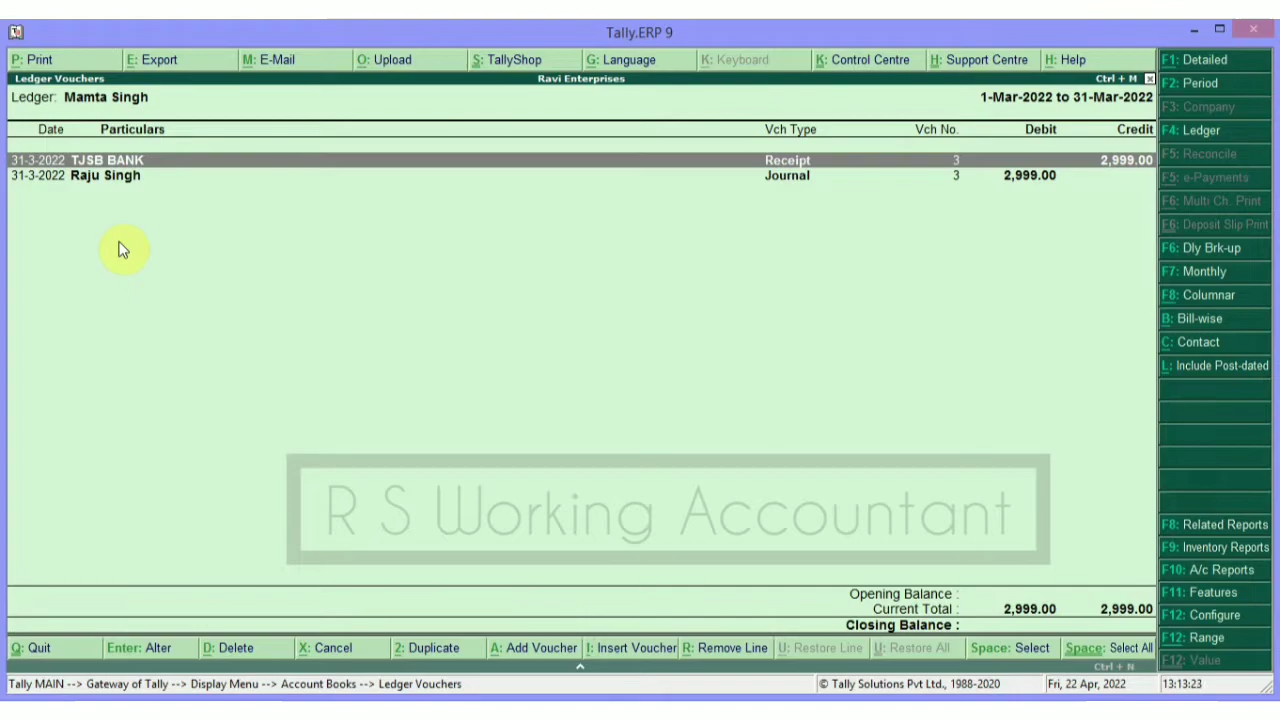 Tally.ERP 9
P: Print E: Export M: E-Mail O: Upload S: TallyShop G: Language K: Keyboard K: Control Centre H: Support Centre H: Help
Ledger Vouchers Ravi Enterprises Ctrl + M
Ledger: Mamta Singh 1-Mar-2022 to 31-Mar-2022
Date Particulars Vch Type Vch No. Debit Credit
31-3-2022 TJSB BANK Receipt 3 2,999.00
31-3-2022 Raju Singh Journal 3 2,999.00
R S Working Accountant
Opening Balance :
Current Total : 2,999.00 2,999.00
Closing Balance :
Q: Quit Enter: Alter D: Delete X: Cancel 2: Duplicate A: Add Voucher I: Insert Voucher R: Remove Line U: Restore Line U: Restore All Space: Select Space: Select All
Ctrl + N
Tally MAIN --> Gateway of Tally --> Display Menu --> Account Books --> Ledger Vouchers © Tally Solutions Pvt Ltd., 1988-2020 Fri, 22 Apr, 2022 13:13:23
F1: Detailed
F2: Period
F3: Company
F4: Ledger
F5: Reconcile
F5: e-Payments
F6: Multi Ch. Print
F6: Deposit Slip Print
F6: Dly Brk-up
F7: Monthly
F8: Columnar
B: Bill-wise
C: Contact
L: Include Post-dated
F8: Related Reports
F9: Inventory Reports
F10: A/c Reports
F11: Features
F12: Configure
F12: Range
F12: Value